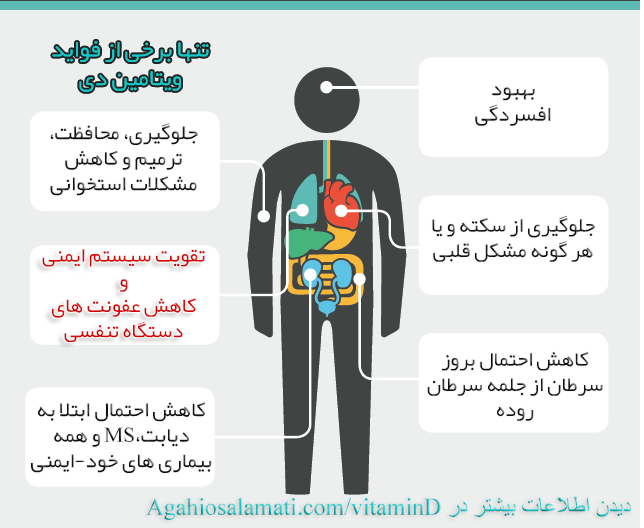 تنها برخی از فواید
ویتامین دی
بهبود
افسردگی
جلوگیری، محافظت،
ترمیم و کاهش
مشکلات استخوانی
جلوگیری از سکته و یا
هر گونه مشکل قلبی
تقویت سیستم ایمنی
و
کاهش عفونت های
دستگاه تنفسی
کاهش احتمال بروز
سرطان از جلمه سرطان
روده
کاهش احتمال ابتلا به
دیابت،MS و همه
بیماری های خود-ایمنی
دیدن اطلاعات بیشتر در Agahiosalamati.com/vitaminD